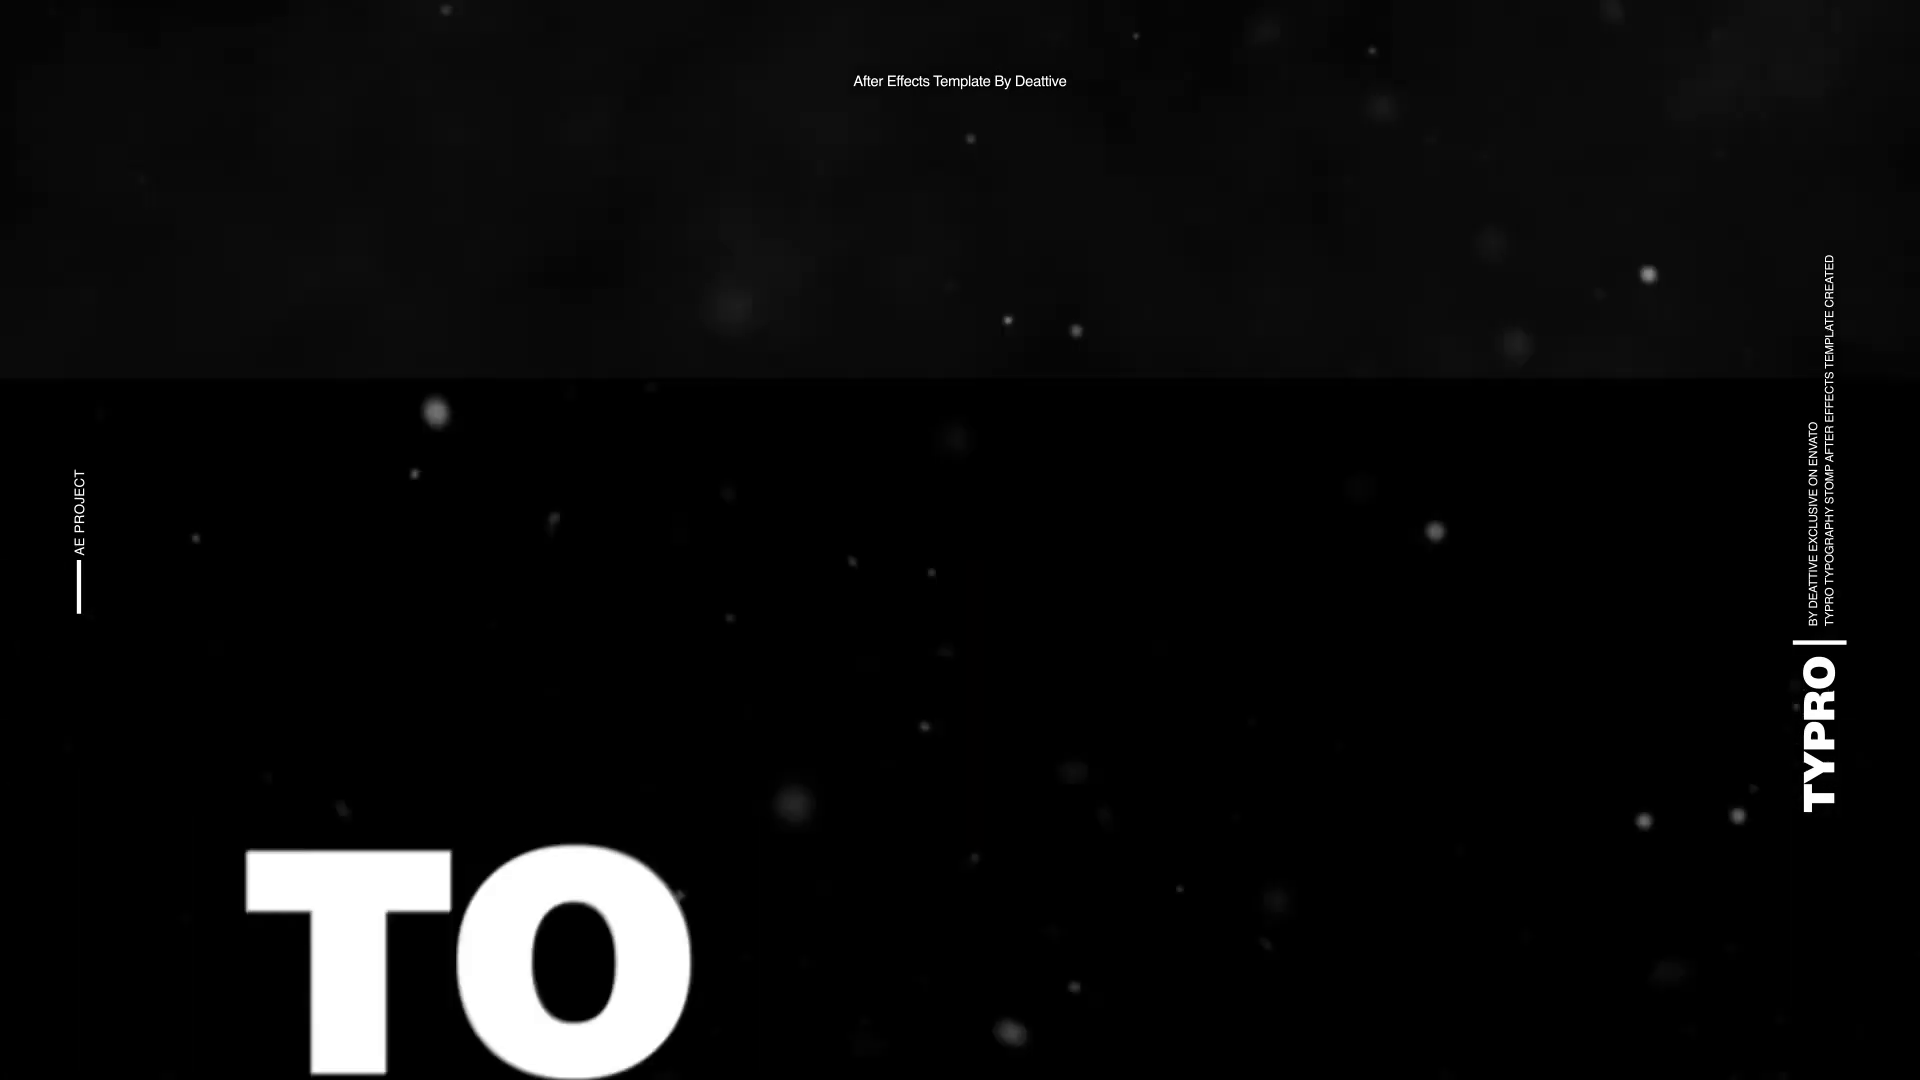 After Effects Template By Deattive
AE PROJECT
TYPRO TYPOGRAPHY STOMP AFTER EFFECTS TEMPLATE CREATED
BY DEATTIVE EXCLUSIVE ON ENVATO
TYPRO
TO